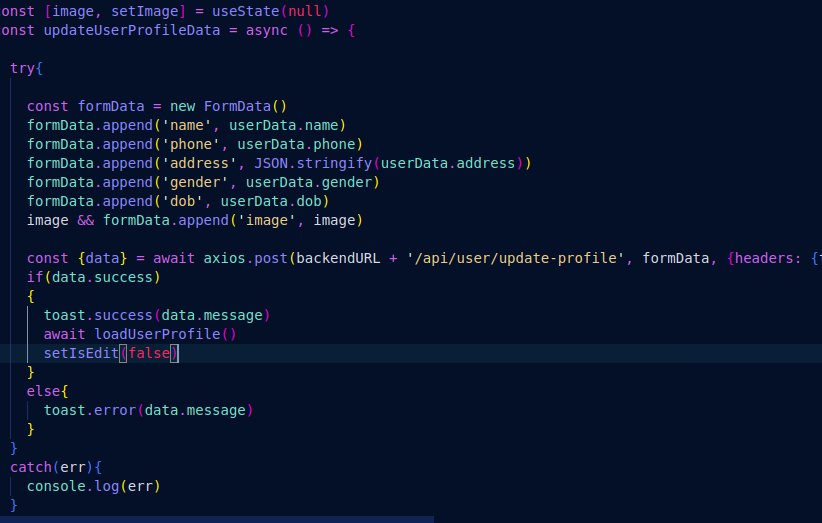 onst [image, setImage] = useState(null)
onst updateUserProfileData = async () => {
try{
const formData = new FormData()
formData.append('name', userData.name)
formData.append('phone', userData.phone)
formData.append('address', JSON.stringify(userData.address))
formData.append('gender', userData.gender)
formData.append('dob', userData.dob)
image && formData.append('image', image)
const {data} = await axios.post(backendURL + '/api/user/update-profile', formData, {headers: {t
if(data.success)
{
toast.success(data.message)
await loadUserProfile()
setIsEdit(false)
}
else{
toast.error(data.message)
}
}
catch(err){
console.log(err)
}